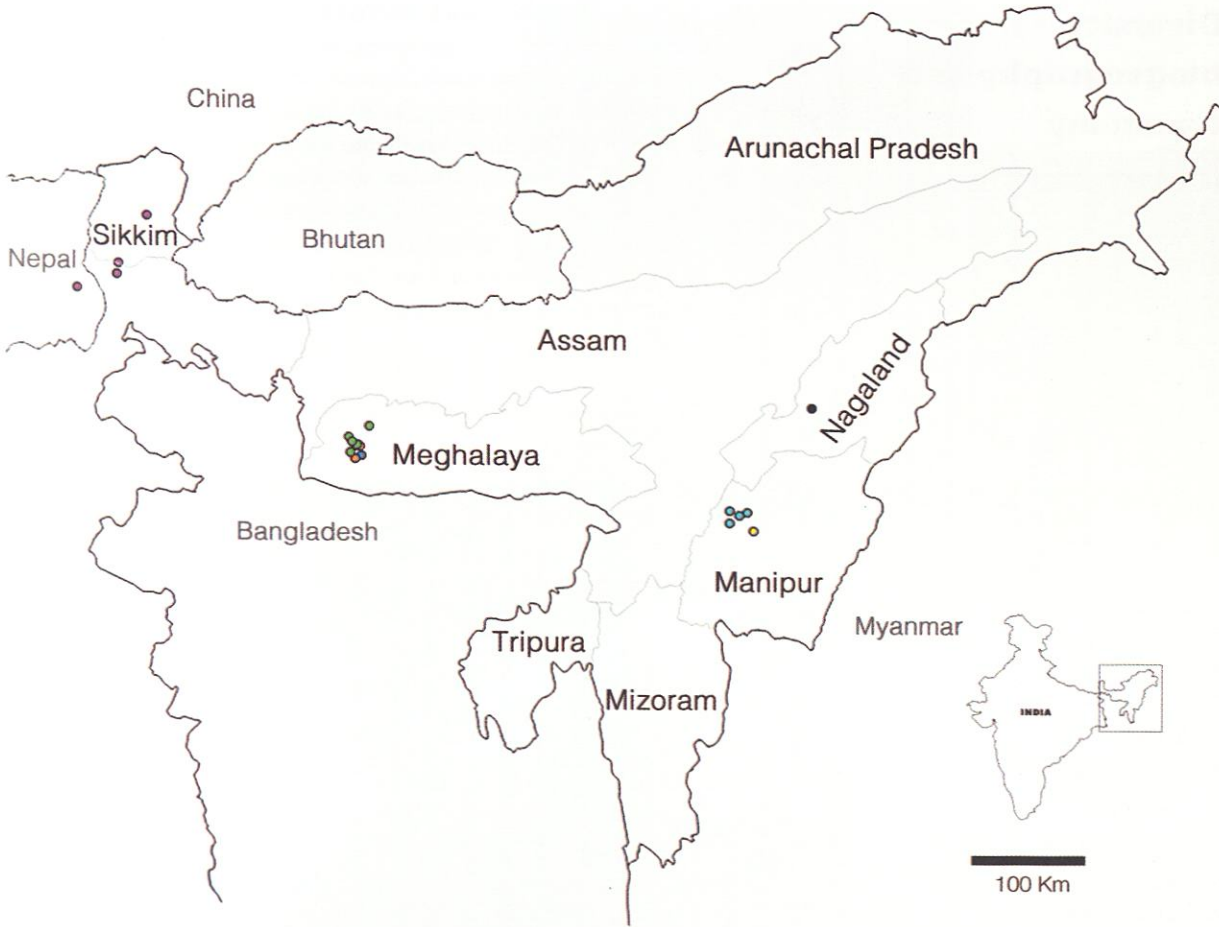 China
Arunachal Pradesh
Sikkim
Bhutan
Nepal
Assam
Nagaland
Meghalaya
Bangladesh
Manipur
Myanmar
Tripura
Mizoram
INDIA
100 Km